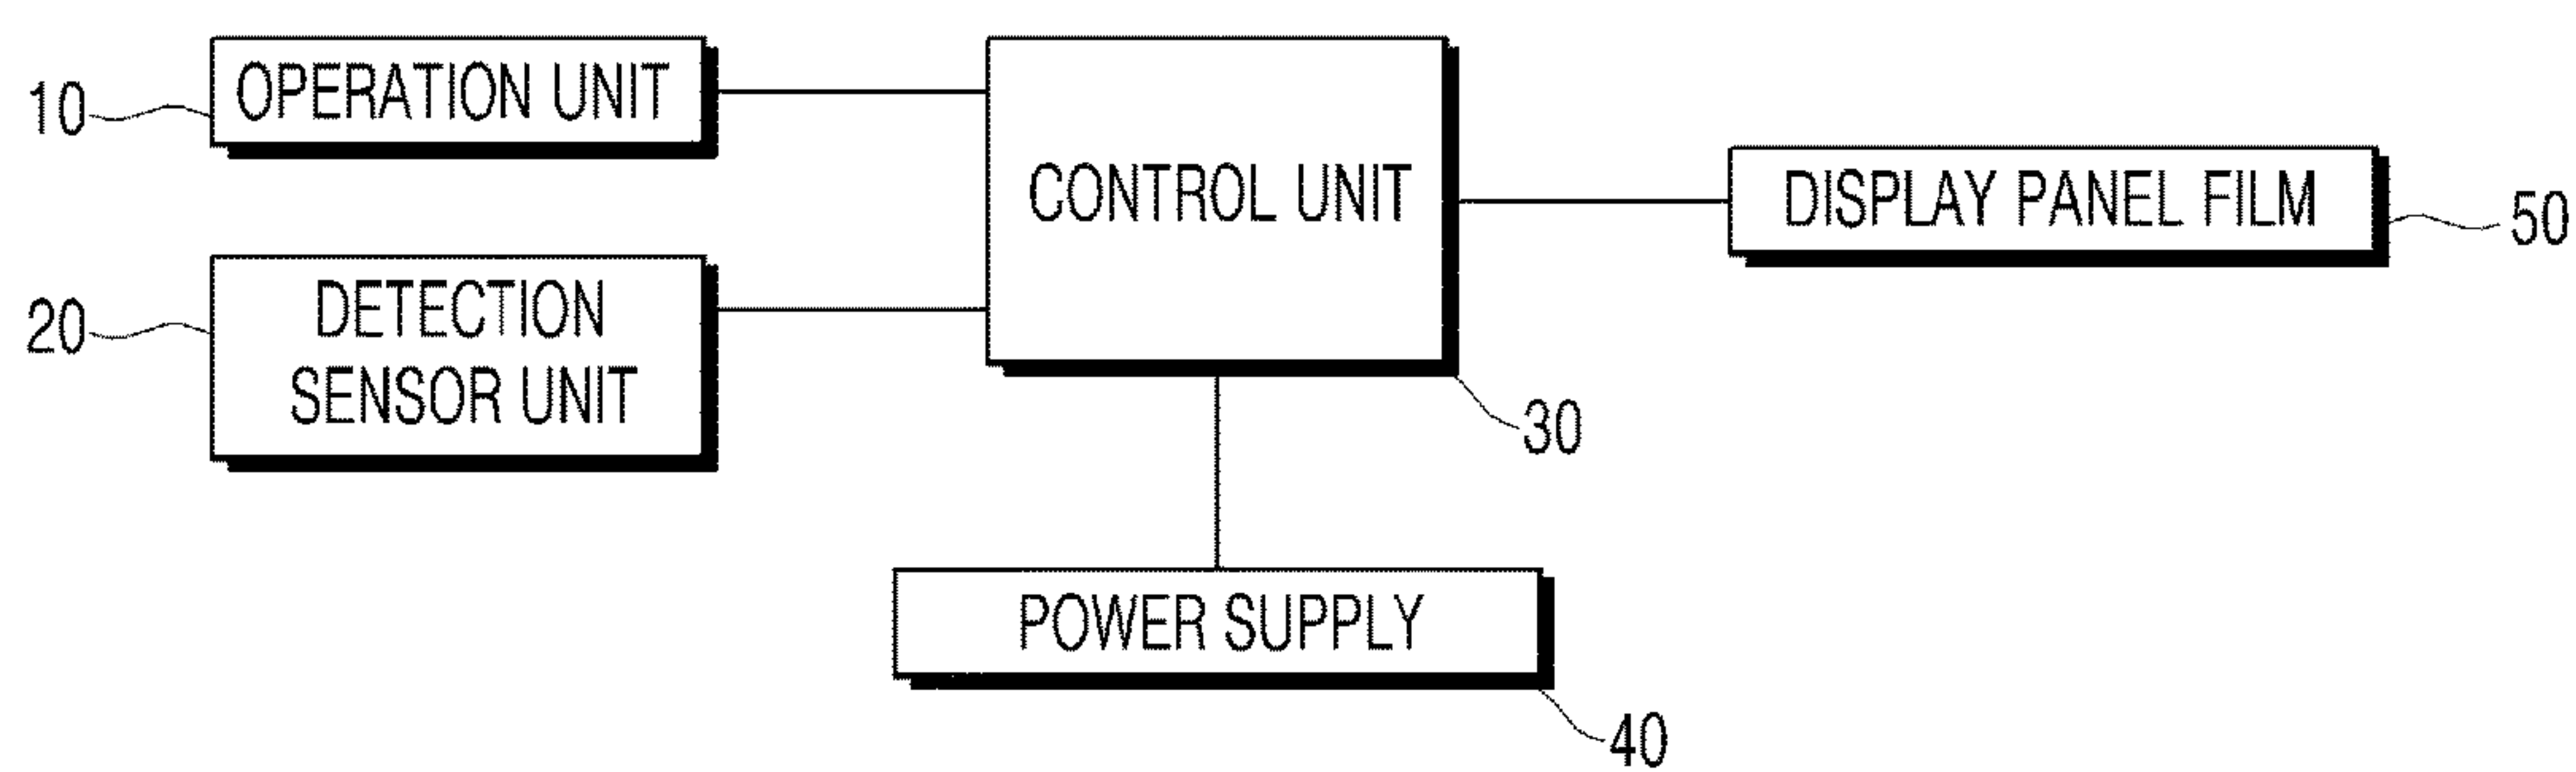 10
OPERATION UNIT
20
DETECTION
SENSOR UNIT
CONTROL UNIT
30
DISPLAY PANEL FILM
50
POWER SUPPLY
40